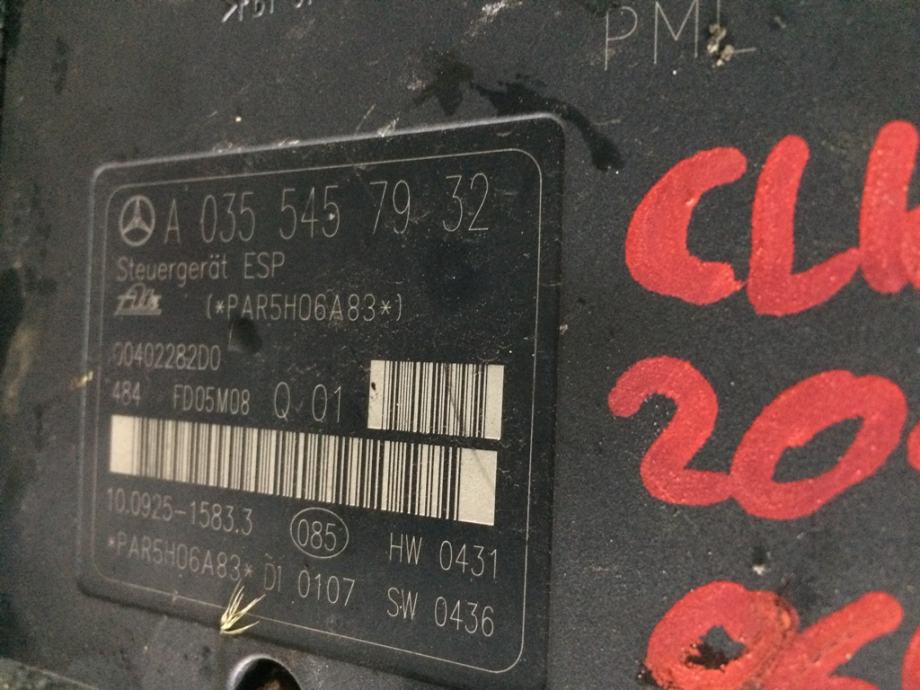 PML
A 035 545 79 32
Steuergerät ESP
Ate (*PAR5H06A83*)
00402282D0
484 FD05M08 Q 01
10.0925-1583.3 085 HW 0431
*PAR5H06A83* DI 0107 SW 0436